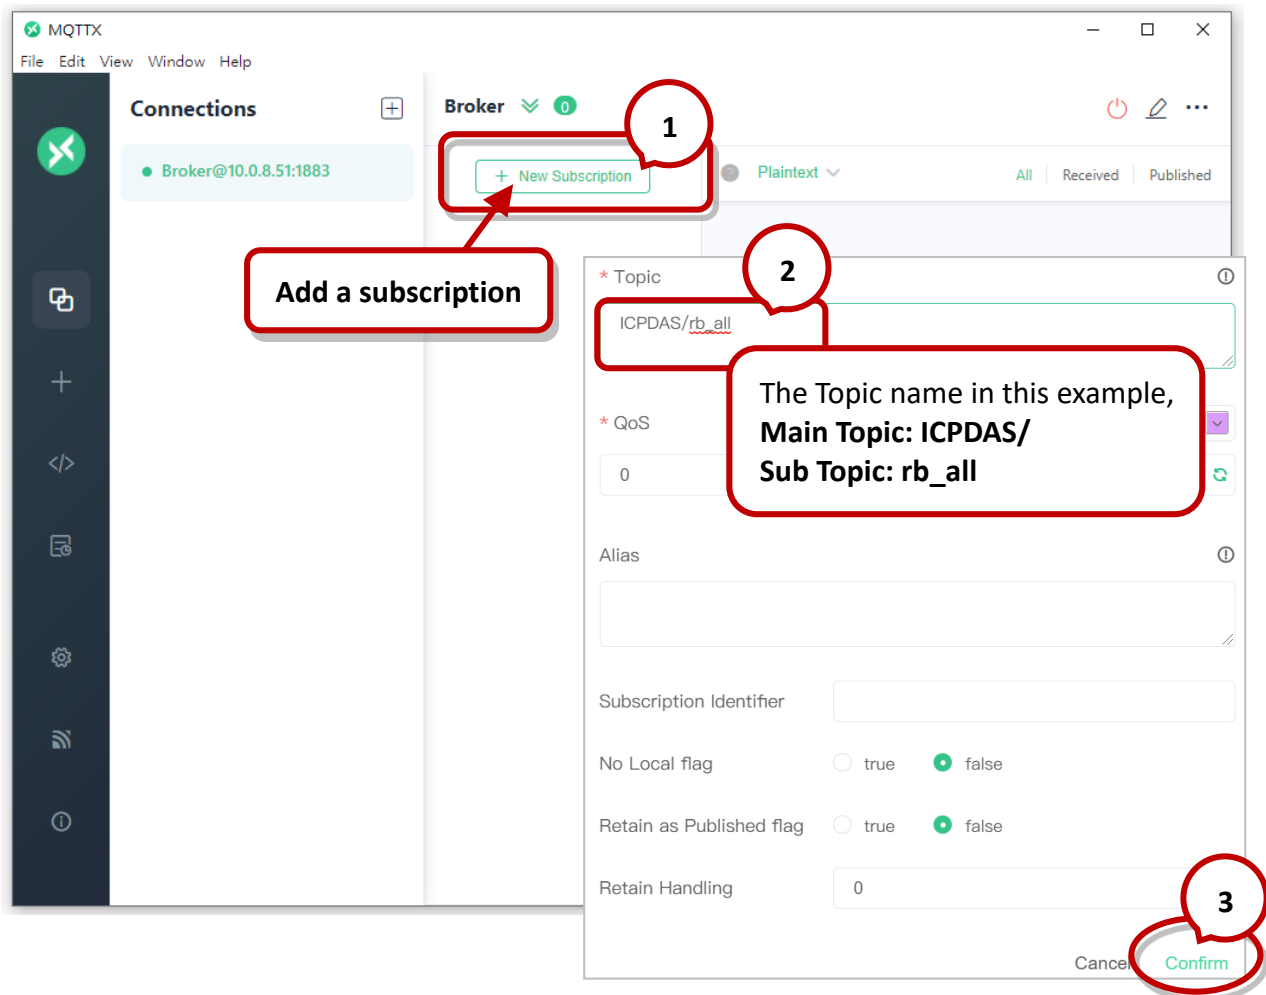 MQTTX
File Edit View Window Help
Connections
Broker 0
1
Broker@10.0.8.51:1883
+ New Subscription
Plaintext
All Received Published
Add a subscription
2
* Topic
ICPDAS/rb_all
The Topic name in this example,
Main Topic: ICPDAS/
Sub Topic: rb_all
* QoS
0
Alias
Subscription Identifier
No Local flag true false
Retain as Published flag true false
Retain Handling 0
3
Cancel Confirm